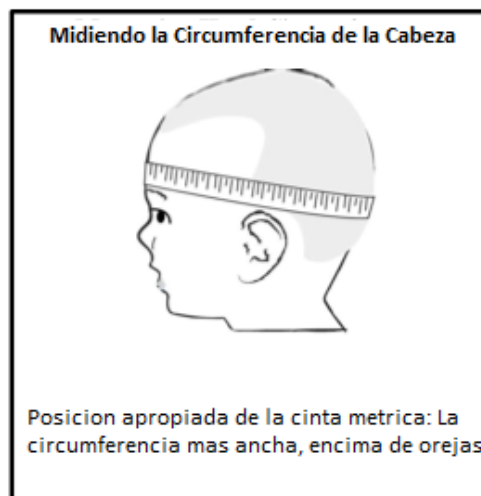 Midiendo la Circumferencia de la Cabeza
Posicion apropiada de la cinta metrica: La
circumferencia mas ancha, encima de orejas